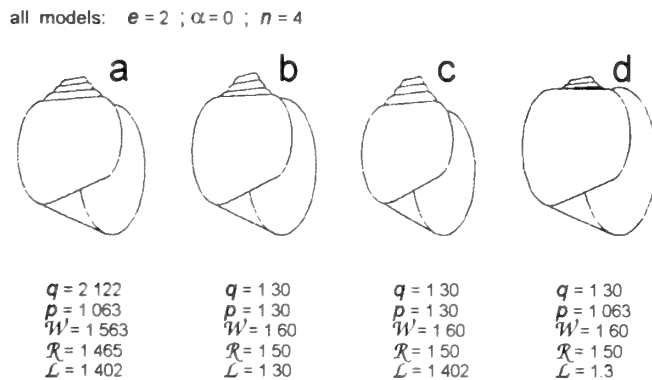 all models: e = 2 ; α = 0 ; n = 4
a b c d
q = 2 122 q = 1 30 q = 1 30 q = 1 30
p = 1 063 p = 1 30 p = 1 30 p = 1 063
W = 1 563 W = 1 60 W = 1 60 W = 1 60
R = 1 465 R = 1 50 R = 1 50 R = 1 50
L = 1 402 L = 1 30 L = 1 402 L = 1.3